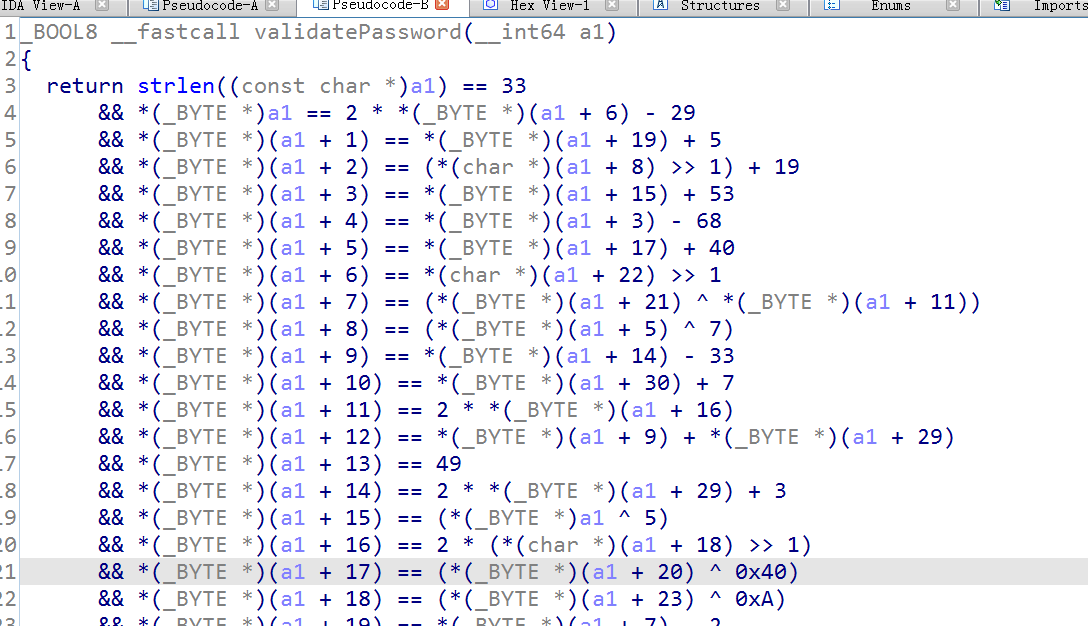 IDA View-A Pseudocode-A Pseudocode-B Hex View-1 Structures Enums Imports
1 _BOOL8 __fastcall validatePassword(__int64 a1)
2 {
3 return strlen((const char *)a1) == 33
4 && *(_BYTE *)a1 == 2 * *(_BYTE *)(a1 + 6) - 29
5 && *(_BYTE *)(a1 + 1) == *(_BYTE *)(a1 + 19) + 5
6 && *(_BYTE *)(a1 + 2) == (*(char *)(a1 + 8) >> 1) + 19
7 && *(_BYTE *)(a1 + 3) == *(_BYTE *)(a1 + 15) + 53
8 && *(_BYTE *)(a1 + 4) == *(_BYTE *)(a1 + 3) - 68
9 && *(_BYTE *)(a1 + 5) == *(_BYTE *)(a1 + 17) + 40
10 && *(_BYTE *)(a1 + 6) == *(char *)(a1 + 22) >> 1
11 && *(_BYTE *)(a1 + 7) == (*(_BYTE *)(a1 + 21) ^ *(_BYTE *)(a1 + 11))
12 && *(_BYTE *)(a1 + 8) == (*(_BYTE *)(a1 + 5) ^ 7)
13 && *(_BYTE *)(a1 + 9) == *(_BYTE *)(a1 + 14) - 33
14 && *(_BYTE *)(a1 + 10) == *(_BYTE *)(a1 + 30) + 7
15 && *(_BYTE *)(a1 + 11) == 2 * *(_BYTE *)(a1 + 16)
16 && *(_BYTE *)(a1 + 12) == *(_BYTE *)(a1 + 9) + *(_BYTE *)(a1 + 29)
17 && *(_BYTE *)(a1 + 13) == 49
18 && *(_BYTE *)(a1 + 14) == 2 * *(_BYTE *)(a1 + 29) + 3
19 && *(_BYTE *)(a1 + 15) == (*(_BYTE *)a1 ^ 5)
20 && *(_BYTE *)(a1 + 16) == 2 * (*(char *)(a1 + 18) >> 1)
21 && *(_BYTE *)(a1 + 17) == (*(_BYTE *)(a1 + 20) ^ 0x40)
22 && *(_BYTE *)(a1 + 18) == (*(_BYTE *)(a1 + 23) ^ 0xA)
23 && *(_BYTE *)(a1 + 19) == *(_BYTE *)(a1 + 7) - 2